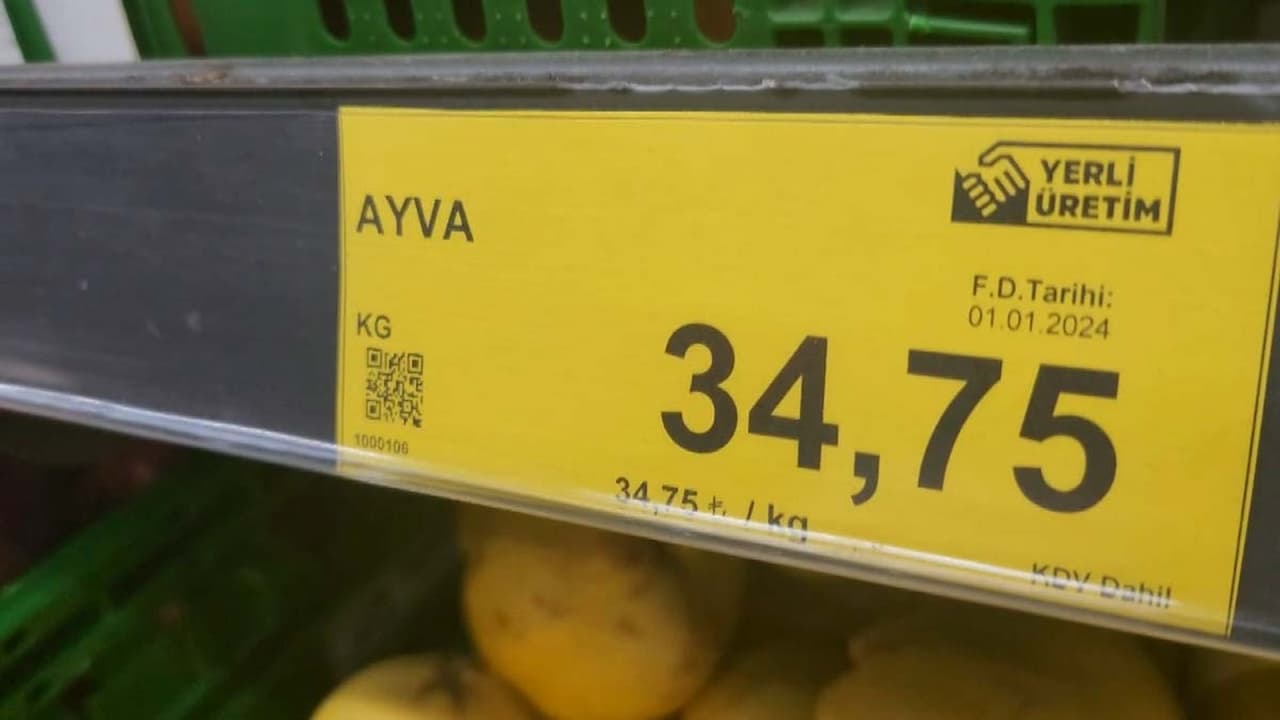 YERLİ
ÜRETİM
AYVA
F.D.Tarihi:
01.01.2024
KG
34,75
1000106
34,75 ₺ / kg
KDV Dahil